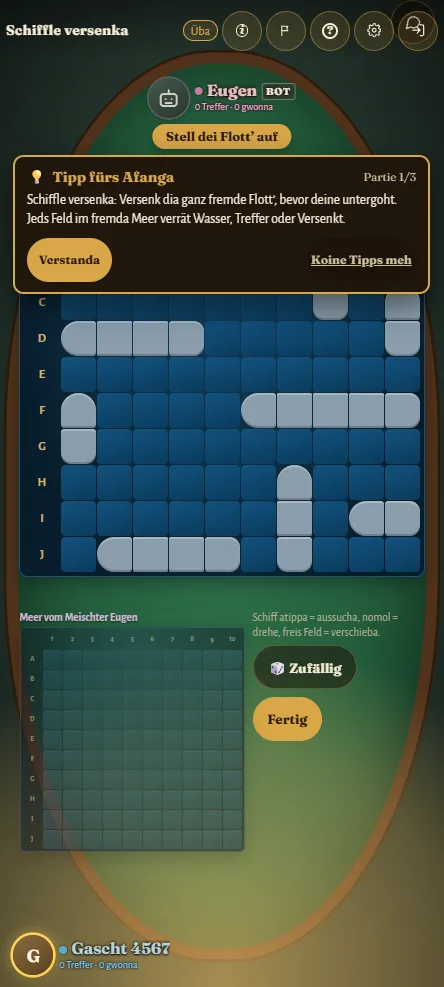 Schiffle versenka
Üba
Eugen BOT
0 Treffer · 0 gwonna
Stell dei Flott' auf
Tipp fürs Afanga
Partie 1/3
Schiffle versenka: Versenk dia ganz fremde Flott', bevor deine untergoht.
Jeds Feld im fremda Meer verrät Wasser, Treffer oder Versenkt.
Verstanda
Koine Tipps meh
C
D
E
F
G
H
I
J
Meer vom Meischter Eugen
1 2 3 4 5 6 7 8 9 10
A
B
C
D
E
F
G
H
I
J
Schiff atippa = aussucha, nomol =
drehe, freis Feld = verschieba.
Zufällig
Fertig
G
Gascht 4567
0 Treffer · 0 gwonna